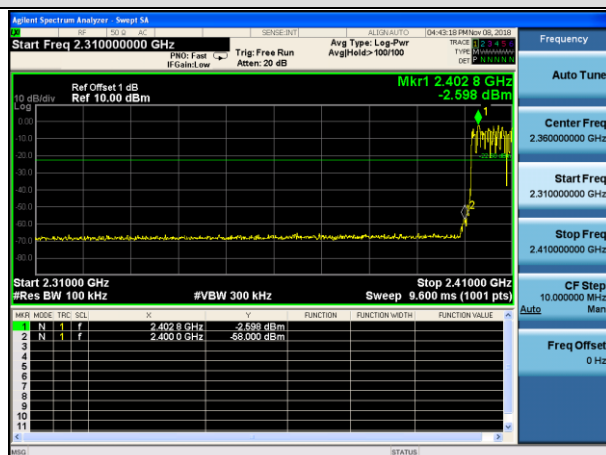 Agilent Spectrum Analyzer - Swept SA
RF 50 Ω AC SENSE:INT ALIGNAUTO 04:43:18 PM Nov 08, 2018
Start Freq 2.310000000 GHz
PNO: Fast
IFGain:Low
Trig: Free Run
Atten: 20 dB
Avg Type: Log-Pwr
Avg|Hold:>100/100
TRACE 1 2 3 4 5 6
TYPE
DET P N N N N N
Ref Offset 1 dB
Ref 10.00 dBm
10 dB/div
Log
Mkr1 2.402 8 GHz
-2.598 dBm
0.00
-10.0
-20.0
-30.0
-40.0
-50.0
-60.0
-70.0
-80.0
1
2
Start 2.31000 GHz
#Res BW 100 kHz
#VBW 300 kHz
Stop 2.41000 GHz
Sweep 9.600 ms (1001 pts)
MKR MODE TRC SCL X Y FUNCTION FUNCTION WIDTH FUNCTION VALUE
1 N 1 f 2.402 8 GHz -2.598 dBm
2 N 1 f 2.400 0 GHz -58.000 dBm
3
4
5
6
7
8
9
10
11
MSG STATUS
Frequency
Auto Tune
Center Freq
2.360000000 GHz
Start Freq
2.310000000 GHz
Stop Freq
2.410000000 GHz
CF Step
10.000000 MHz
Auto Man
Freq Offset
0 Hz